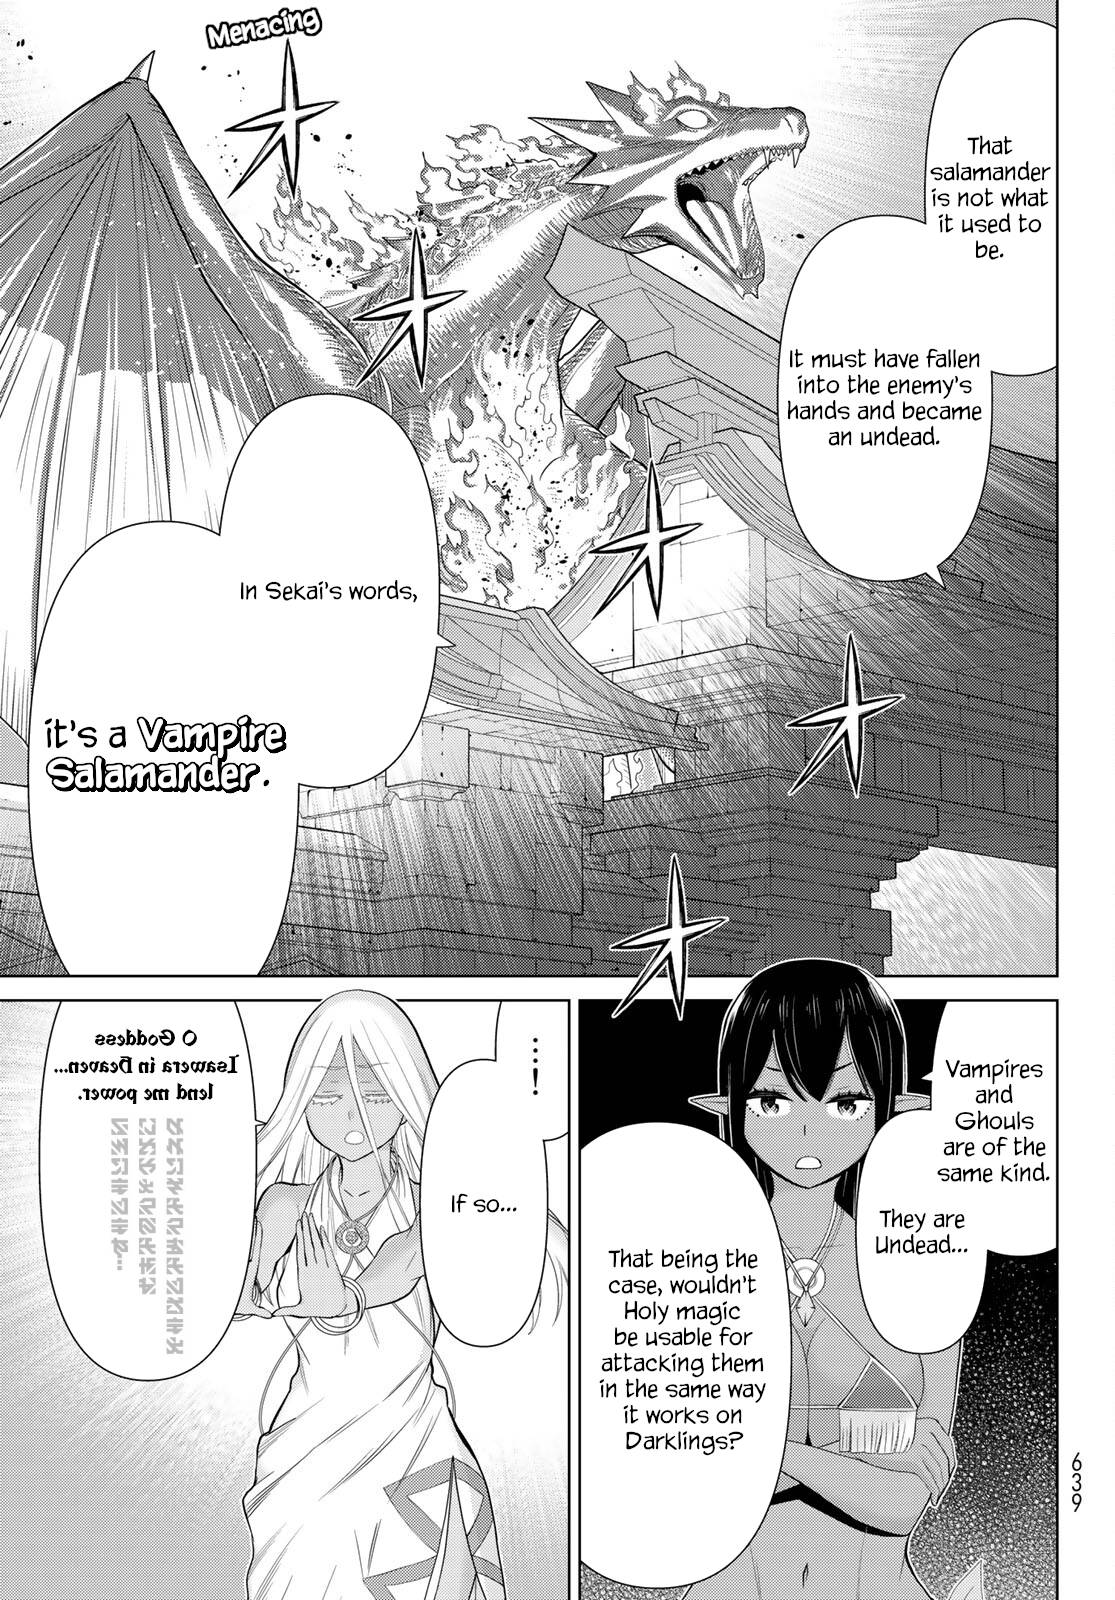 Menacing
That
salamander
is not what
it used to
be.
It must have fallen
into the enemy's
hands and became
an undead.
In Sekai's words,
it's a Vampire
Salamander.
Vampires
and
Ghouls
are of the
same kind.
They are
Undead...
That being the
case, wouldn't
Holy magic
be usable for
attacking them
in the same way
it works on
Darklings?
...!
If so...
O Goddess
Isawera in Heaven...
lend me power.
639